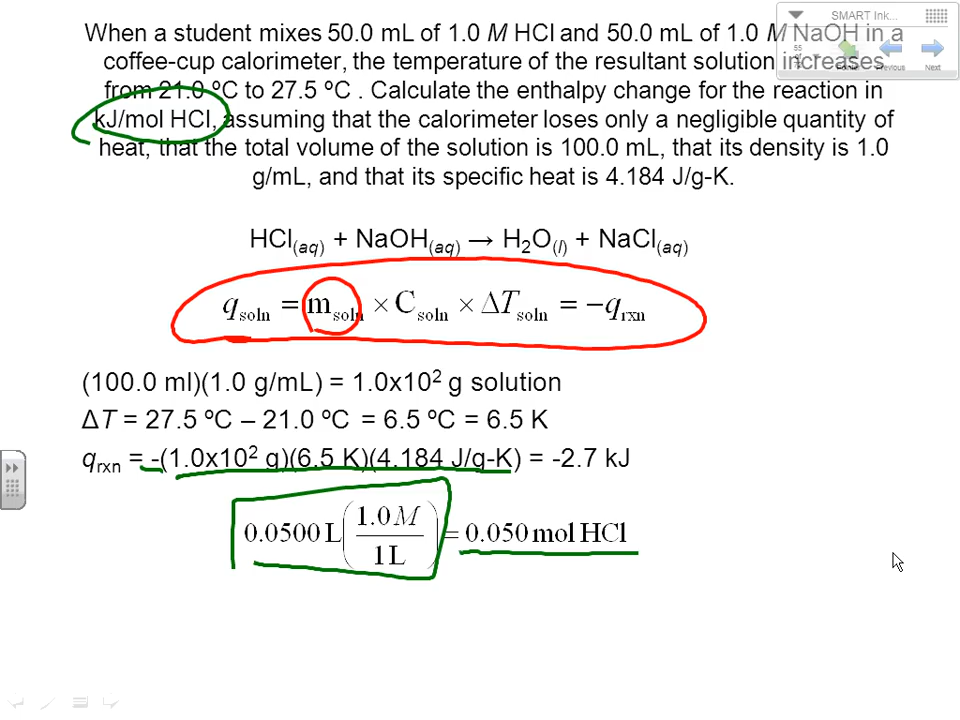 SMART Ink...
When a student mixes 50.0 mL of 1.0 M HCl and 50.0 mL of 1.0 M NaOH in a
coffee-cup calorimeter, the temperature of the resultant solution increases
from 21.0 ºC to 27.5 ºC . Calculate the enthalpy change for the reaction in
kJ/mol HCl, assuming that the calorimeter loses only a negligible quantity of
heat, that the total volume of the solution is 100.0 mL, that its density is 1.0
g/mL, and that its specific heat is 4.184 J/g-K.
Previous
Next
HCl(aq) + NaOH(aq) → H2O(l) + NaCl(aq)
qsoln = msoln × Csoln × ΔTsoln = −qrxn
(100.0 ml)(1.0 g/mL) = 1.0x10² g solution
ΔT = 27.5 ºC – 21.0 ºC = 6.5 ºC = 6.5 K
qrxn = -(1.0x10² g)(6.5 K)(4.184 J/g-K) = -2.7 kJ
0.0500 L(1.0 M / 1 L) = 0.050 mol HCl